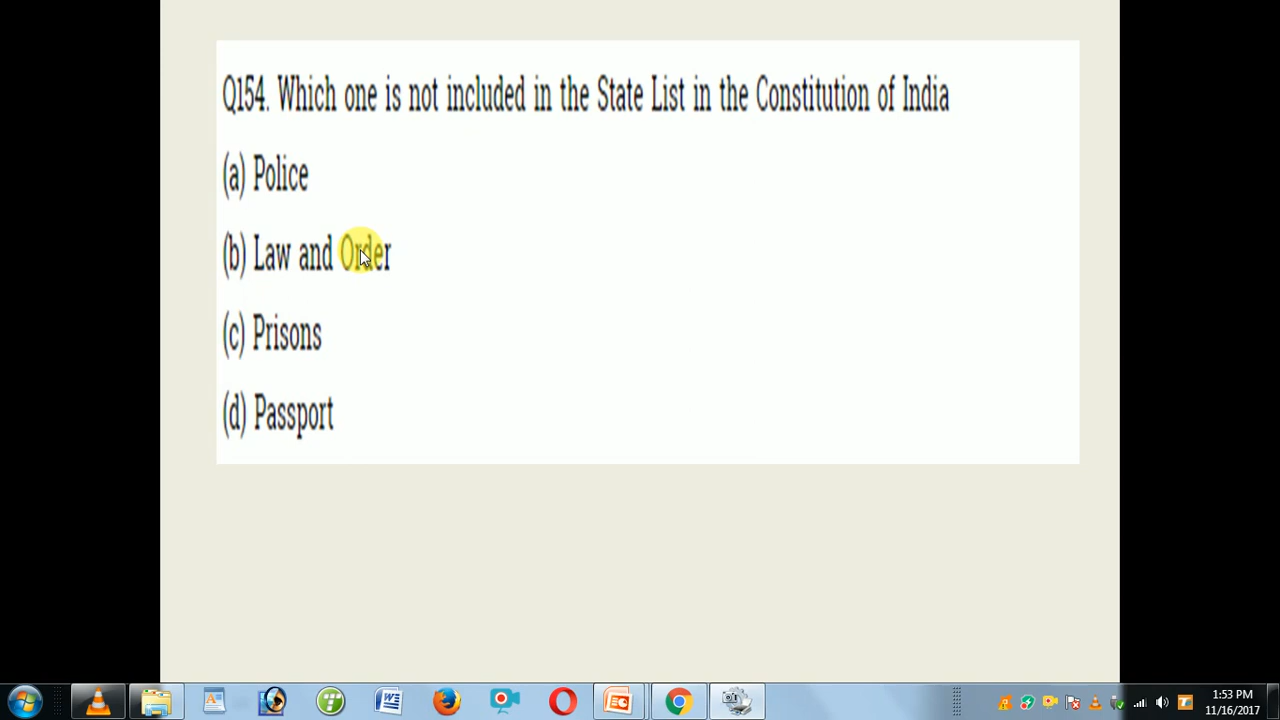 Q154. Which one is not included in the State List in the Constitution of India
(a) Police
(b) Law and Order
(c) Prisons
(d) Passport
1:53 PM
11/16/2017